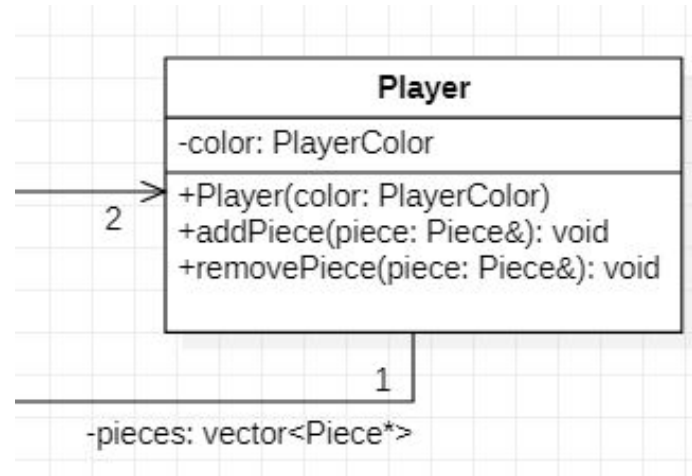 Player
-color: PlayerColor
+Player(color: PlayerColor)
2
+addPiece(piece: Piece&): void
+removePiece(piece: Piece&): void
1
-pieces: vector<Piece*>